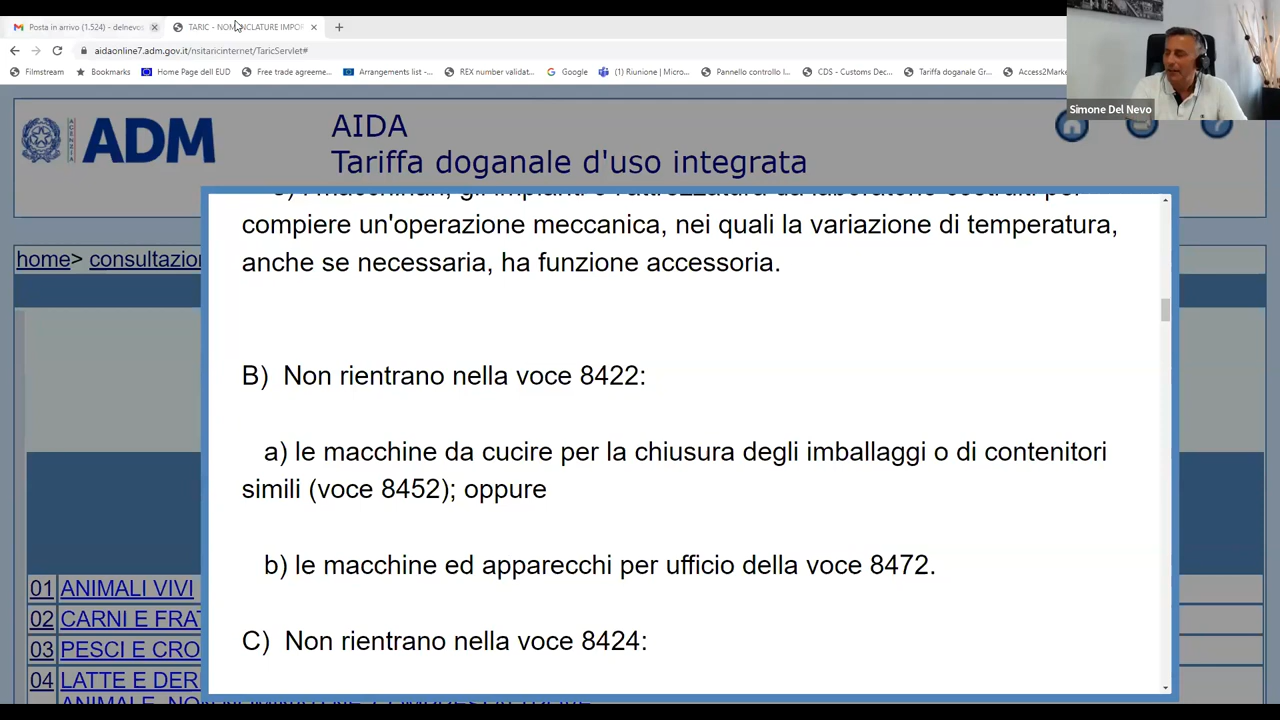 Posta in arrivo (1.524) - delnevos
TARIC - NOMENCLATURE IMPOR
aidaonline7.adm.gov.it/nsitaricinternet/TaricServlet#
Filmstream
Bookmarks
Home Page dell EUD
Free trade agreeme...
Arrangements list -...
REX number validat...
Google
(1) Riunione | Micro...
Pannello controllo I...
CDS - Customs Dec...
Tariffa doganale Gr...
Access2Marke
Simone Del Nevo
ADM
AIDA
Tariffa doganale d'uso integrata
home> consultazion
compiere un'operazione meccanica, nei quali la variazione di temperatura,
anche se necessaria, ha funzione accessoria.
B) Non rientrano nella voce 8422:
a) le macchine da cucire per la chiusura degli imballaggi o di contenitori
simili (voce 8452); oppure
b) le macchine ed apparecchi per ufficio della voce 8472.
C) Non rientrano nella voce 8424:
01 ANIMALI VIVI
02 CARNI E FRAT
03 PESCI E CRO
04 LATTE E DER